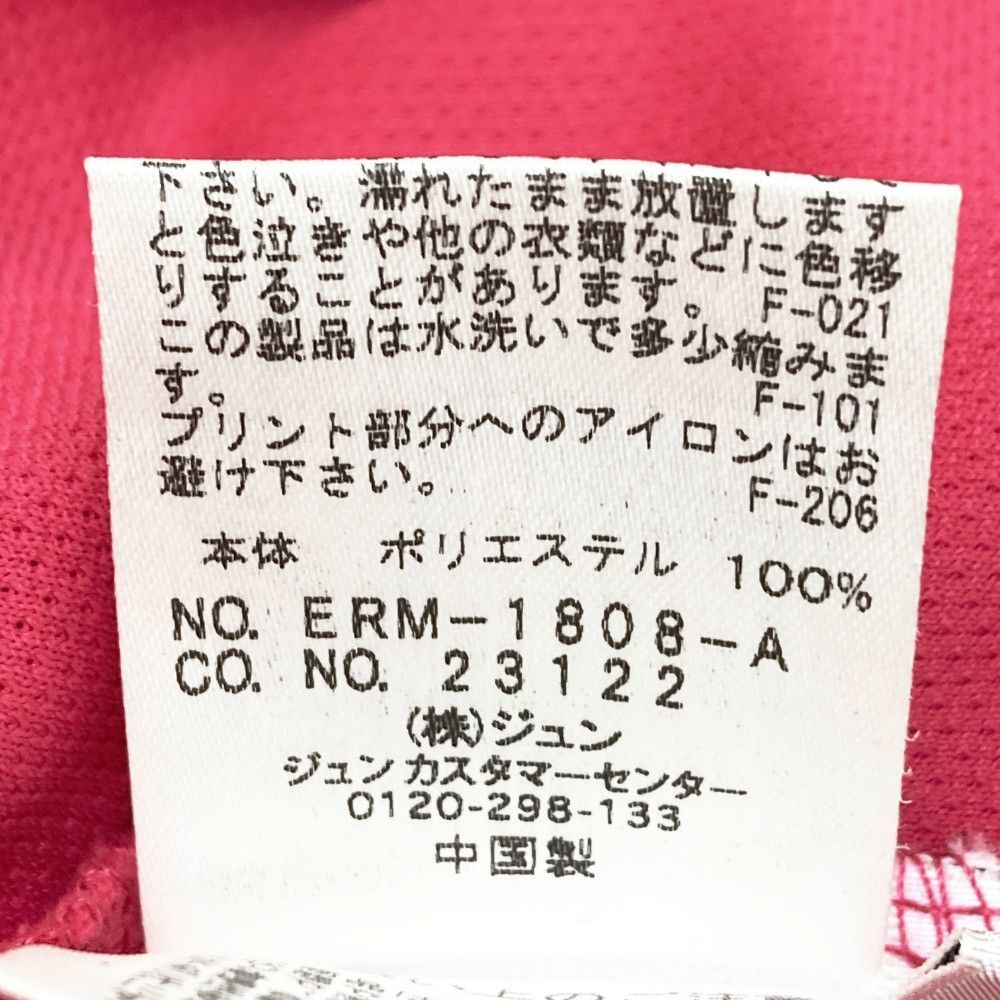 下さい。濡れたまま放置します
と色泣きや他の衣類などに色移
りすることがあります。F-021
この製品は水洗いで多少縮みま
す。 F-101
プリント部分へのアイロンはお
避け下さい。 F-206
本体 ポリエステル 100%
NO. ERM-1808-A
CO. NO. 23122
(株)ジュン
ジュンカスタマーセンター
0120-298-133
中国製